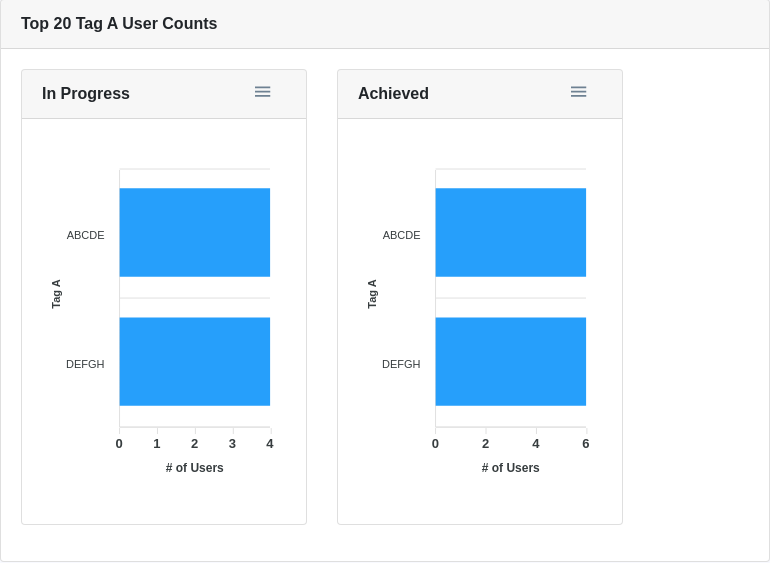 Top 20 Tag A User Counts
In Progress
Tag A
ABCDE
DEFGH
0 1 2 3 4
# of Users
Achieved
Tag A
ABCDE
DEFGH
0 2 4 6
# of Users